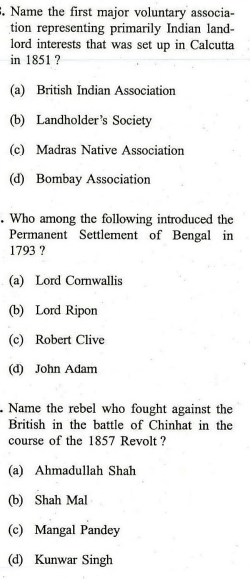 . Name the first major voluntary associa-
tion representing primarily Indian land-
lord interests that was set up in Calcutta
in 1851 ?
(a) British Indian Association
(b) Landholder's Society
(c) Madras Native Association
(d) Bombay Association
. Who among the following introduced the
Permanent Settlement of Bengal in
1793 ?
(a) Lord Cornwallis
(b) Lord Ripon
(c) Robert Clive
(d) John Adam
. Name the rebel who fought against the
British in the battle of Chinhat in the
course of the 1857 Revolt ?
(a) Ahmadullah Shah
(b) Shah Mal
(c) Mangal Pandey
(d) Kunwar Singh